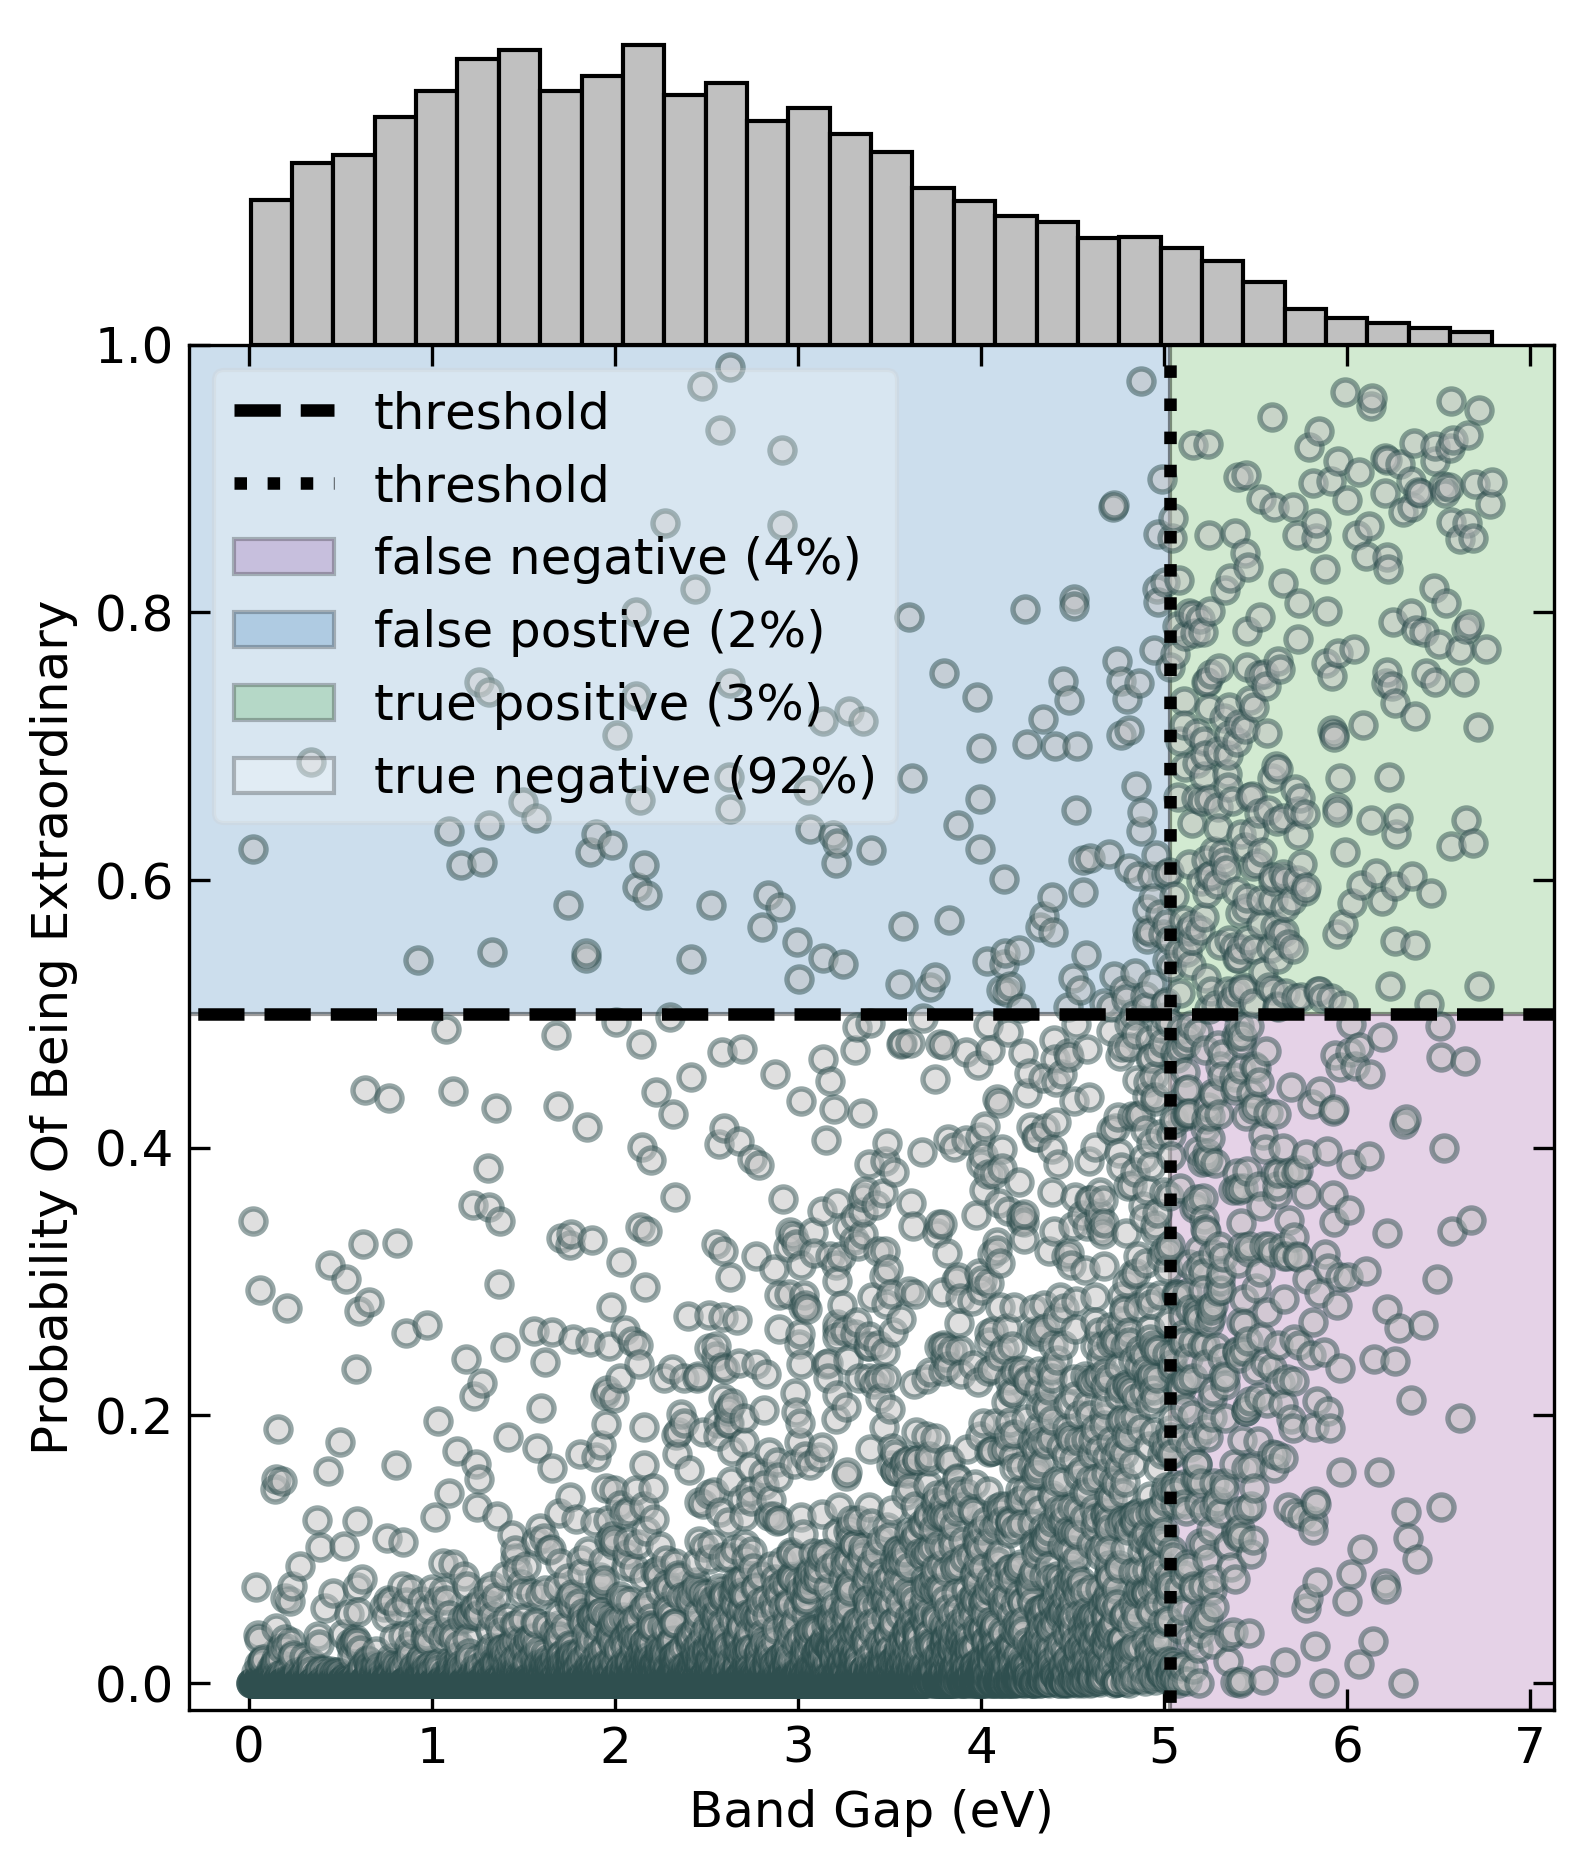 1.0
0.8
0.6
0.4
0.2
0.0
Probability Of Being Extraordinary
threshold
threshold
false negative (4%)
false postive (2%)
true positive (3%)
true negative (92%)
0 1 2 3 4 5 6 7
Band Gap (eV)